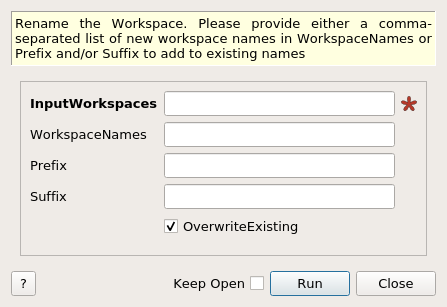 Rename the Workspace. Please provide either a comma-
separated list of new workspace names in WorkspaceNames or
Prefix and/or Suffix to add to existing names
InputWorkspaces *
WorkspaceNames
Prefix
Suffix
OverwriteExisting
? Keep Open Run Close